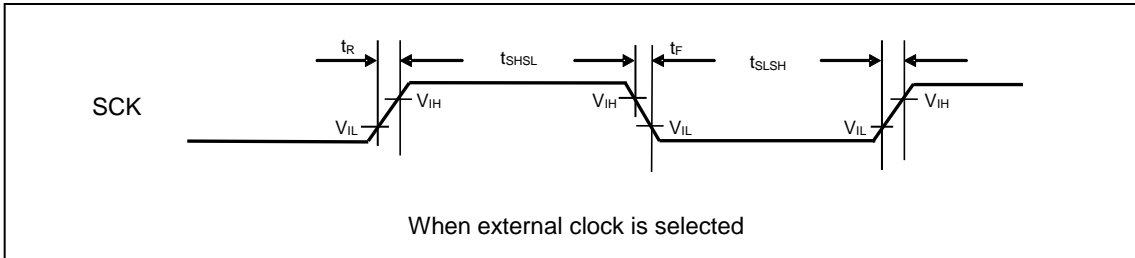 tR tSHSL tF tSLSH
SCK VIL VIH VIH VIL VIL VIH
When external clock is selected